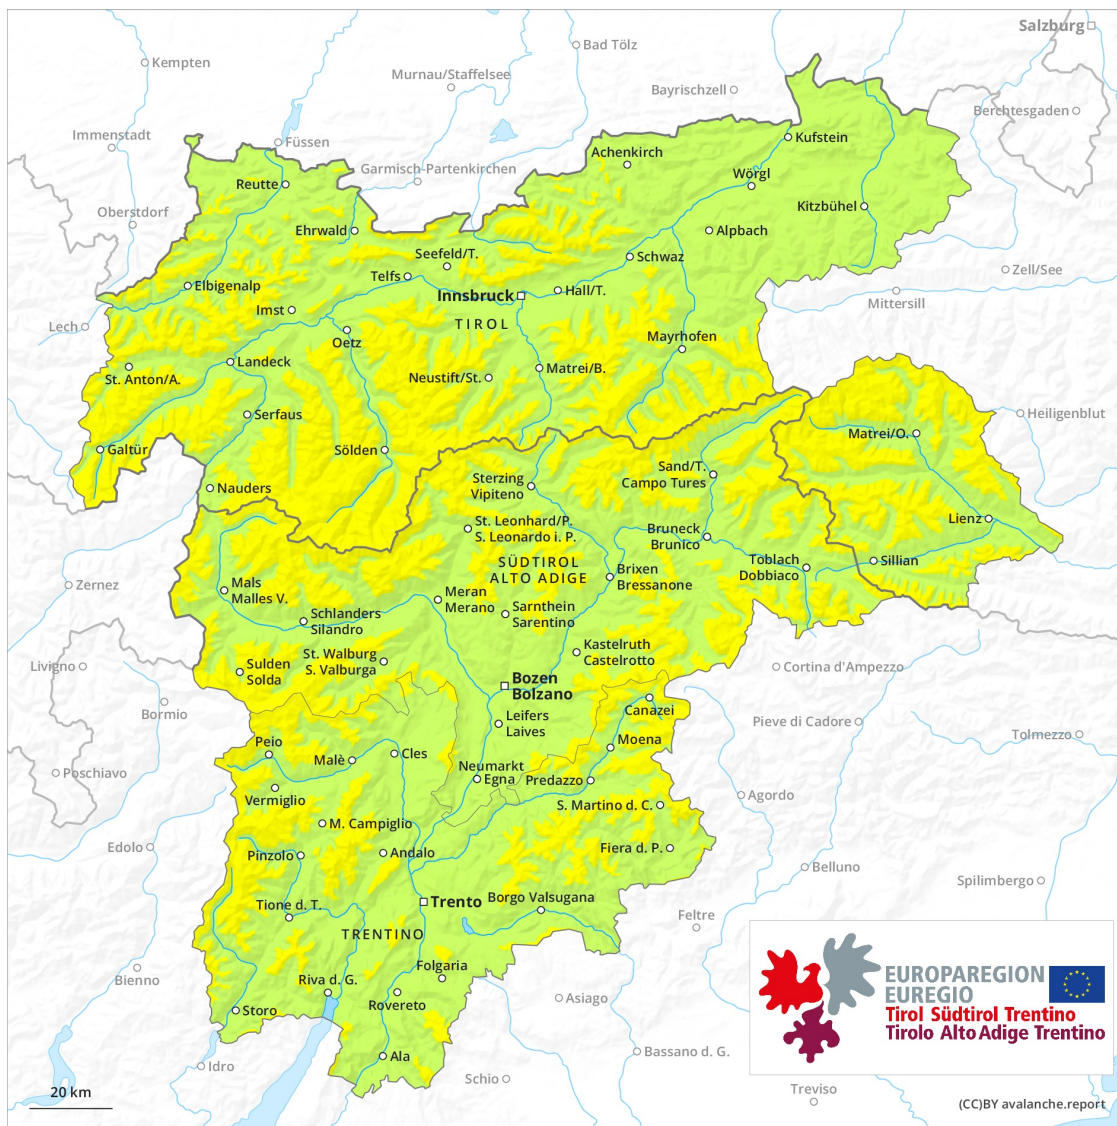 Salzburg
Bad Tölz
Kempten
Murnau/Staffelsee
Bayrischzell
Berchtesgaden
Immenstadt
Füssen
Kufstein
Achenkirch
Garmisch-Partenkirchen
Wörgl
Reutte
Oberstdorf
Kitzbühel
Ehrwald
Alpbach
Seefeld/T.
Schwaz
Zell/See
Telfs
Elbigenalp
Hall/T.
Innsbruck
Mittersill
Imst
TIROL
Lech
Oetz
Mayrhofen
Landeck
Matrei/B.
St. Anton/A.
Neustift/St.
Serfaus
Heiligenblut
Matrei/O.
Galtür
Sölden
Sand/T.
Campo Tures
Sterzing
Vipiteno
Nauders
Lienz
St. Leonhard/P.
S. Leonardo i. P.
Bruneck
Brunico
SÜDTIROL
ALTO ADIGE
Toblach
Dobbiaco
Sillian
Brixen
Bressanone
Zernez
Mals
Malles V.
Meran
Merano
Sarnthein
Sarentino
Schlanders
Silandro
Kastelruth
Castelrotto
St. Walburg
S. Valburga
Livigno
Sulden
Solda
Cortina d'Ampezzo
Bozen
Bolzano
Canazei
Bormio
Leifers
Laives
Pieve di Cadore
Tolmezzo
Moena
Peio
Cles
Malè
Neumarkt
Egna
Predazzo
Poschiavo
Vermiglio
Agordo
S. Martino d. C.
M. Campiglio
Edolo
Pinzolo
Andalo
Fiera d. P.
Belluno
Spilimbergo
Borgo Valsugana
Trento
Tione d. T.
Feltre
TRENTINO
Folgaria
Bienno
Riva d. G.
Rovereto
Asiago
Storo
EUROPAREGION
EUREGIO
Tirol Südtirol Trentino
Tirolo Alto Adige Trentino
Ala
Bassano d. G.
Idro
Schio
Treviso
20 km
(CC)BY avalanche.report